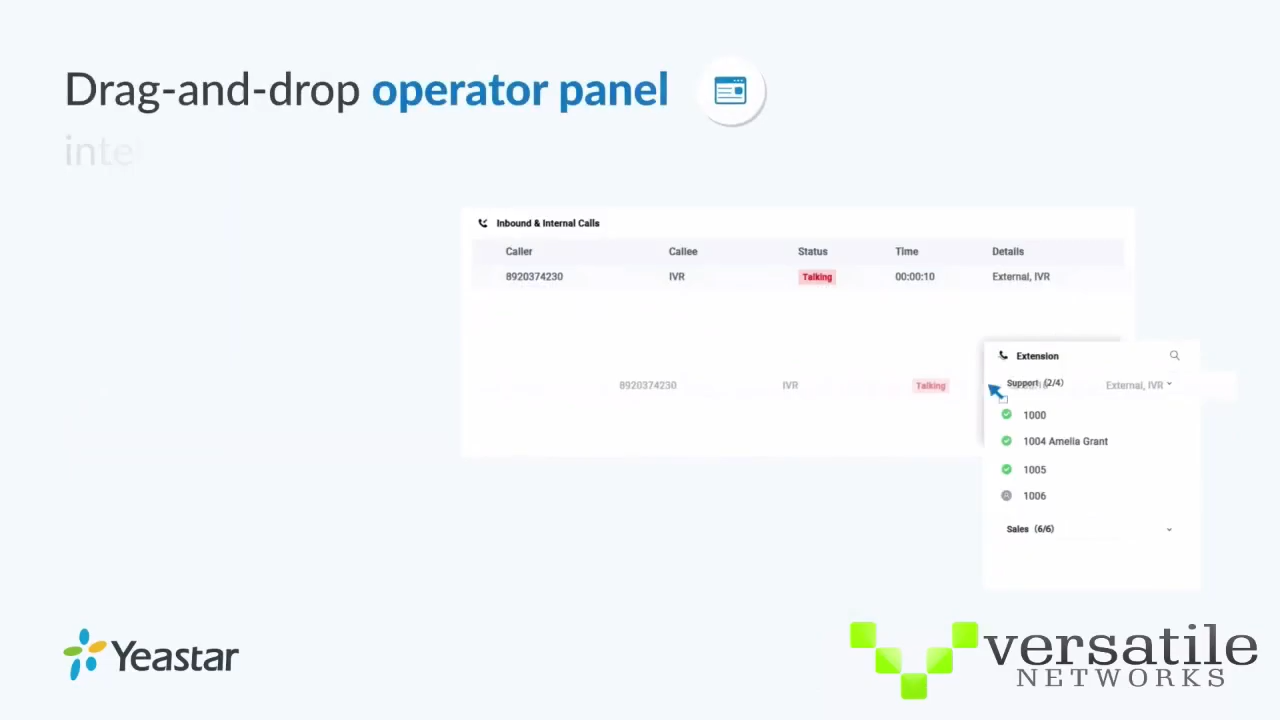 Drag-and-drop operator panel
inte
Inbound & Internal Calls
Caller Callee Status Time Details
8920374230 IVR Talking 00:00:10 External, IVR
Extension
Support (2/4)
8920374230 IVR Talking External, IVR
1000
1004 Amelia Grant
1005
1006
Sales (6/6)
Yeastar
versatile
NETWORKS